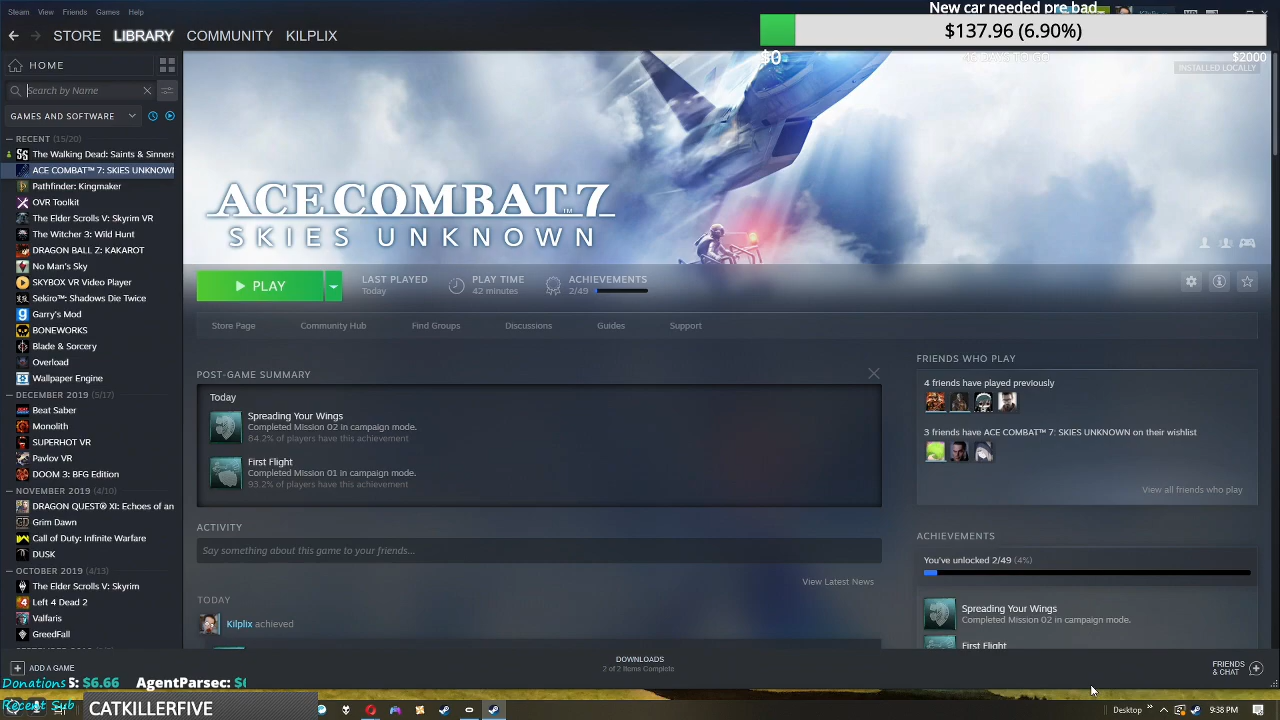 Steam View Friends Games Help
New car needed pre bad
$137.96 (6.90%)
STORE LIBRARY COMMUNITY KILPLIX
$0 $2000
INSTALLED LOCALLY
HOME
Search by Name
GAMES AND SOFTWARE
RECENT (15/20)
The Walking Dead: Saints & Sinners
ACE COMBAT™ 7: SKIES UNKNOWN
Pathfinder: Kingmaker
OVR Toolkit
The Elder Scrolls V: Skyrim VR
The Witcher 3: Wild Hunt
DRAGON BALL Z: KAKAROT
No Man's Sky
SKYBOX VR Video Player
Sekiro™: Shadows Die Twice
Garry's Mod
BONEWORKS
Blade & Sorcery
Overload
Wallpaper Engine
DECEMBER 2019 (5/17)
Beat Saber
Monolith
SUPERHOT VR
Pavlov VR
DOOM 3: BFG Edition
NOVEMBER 2019 (4/10)
DRAGON QUEST® XI: Echoes of an
Grim Dawn
Call of Duty: Infinite Warfare
DUSK
OCTOBER 2019 (4/13)
The Elder Scrolls V: Skyrim
Left 4 Dead 2
Valfaris
GreedFall
ACE COMBAT™ 7
SKIES UNKNOWN
PLAY
LAST PLAYED
Today
PLAY TIME
42 minutes
ACHIEVEMENTS
2/49
Store Page Community Hub Find Groups Discussions Guides Support
POST-GAME SUMMARY
Today
Spreading Your Wings
Completed Mission 02 in campaign mode.
84.2% of players have this achievement
First Flight
Completed Mission 01 in campaign mode.
93.2% of players have this achievement
ACTIVITY
Say something about this game to your friends...
View Latest News
TODAY
Kilplix achieved
FRIENDS WHO PLAY
4 friends have played previously
3 friends have ACE COMBAT™ 7: SKIES UNKNOWN on their wishlist
View all friends who play
ACHIEVEMENTS
You've unlocked 2/49 (4%)
Spreading Your Wings
Completed Mission 02 in campaign mode.
First Flight
ADD A GAME
DOWNLOADS
2 of 2 Items Complete
FRIENDS
& CHAT
Donations S: $6.66 AgentParsec:
Recent Sub
CATKILLERFIVE
Desktop
9:38 PM